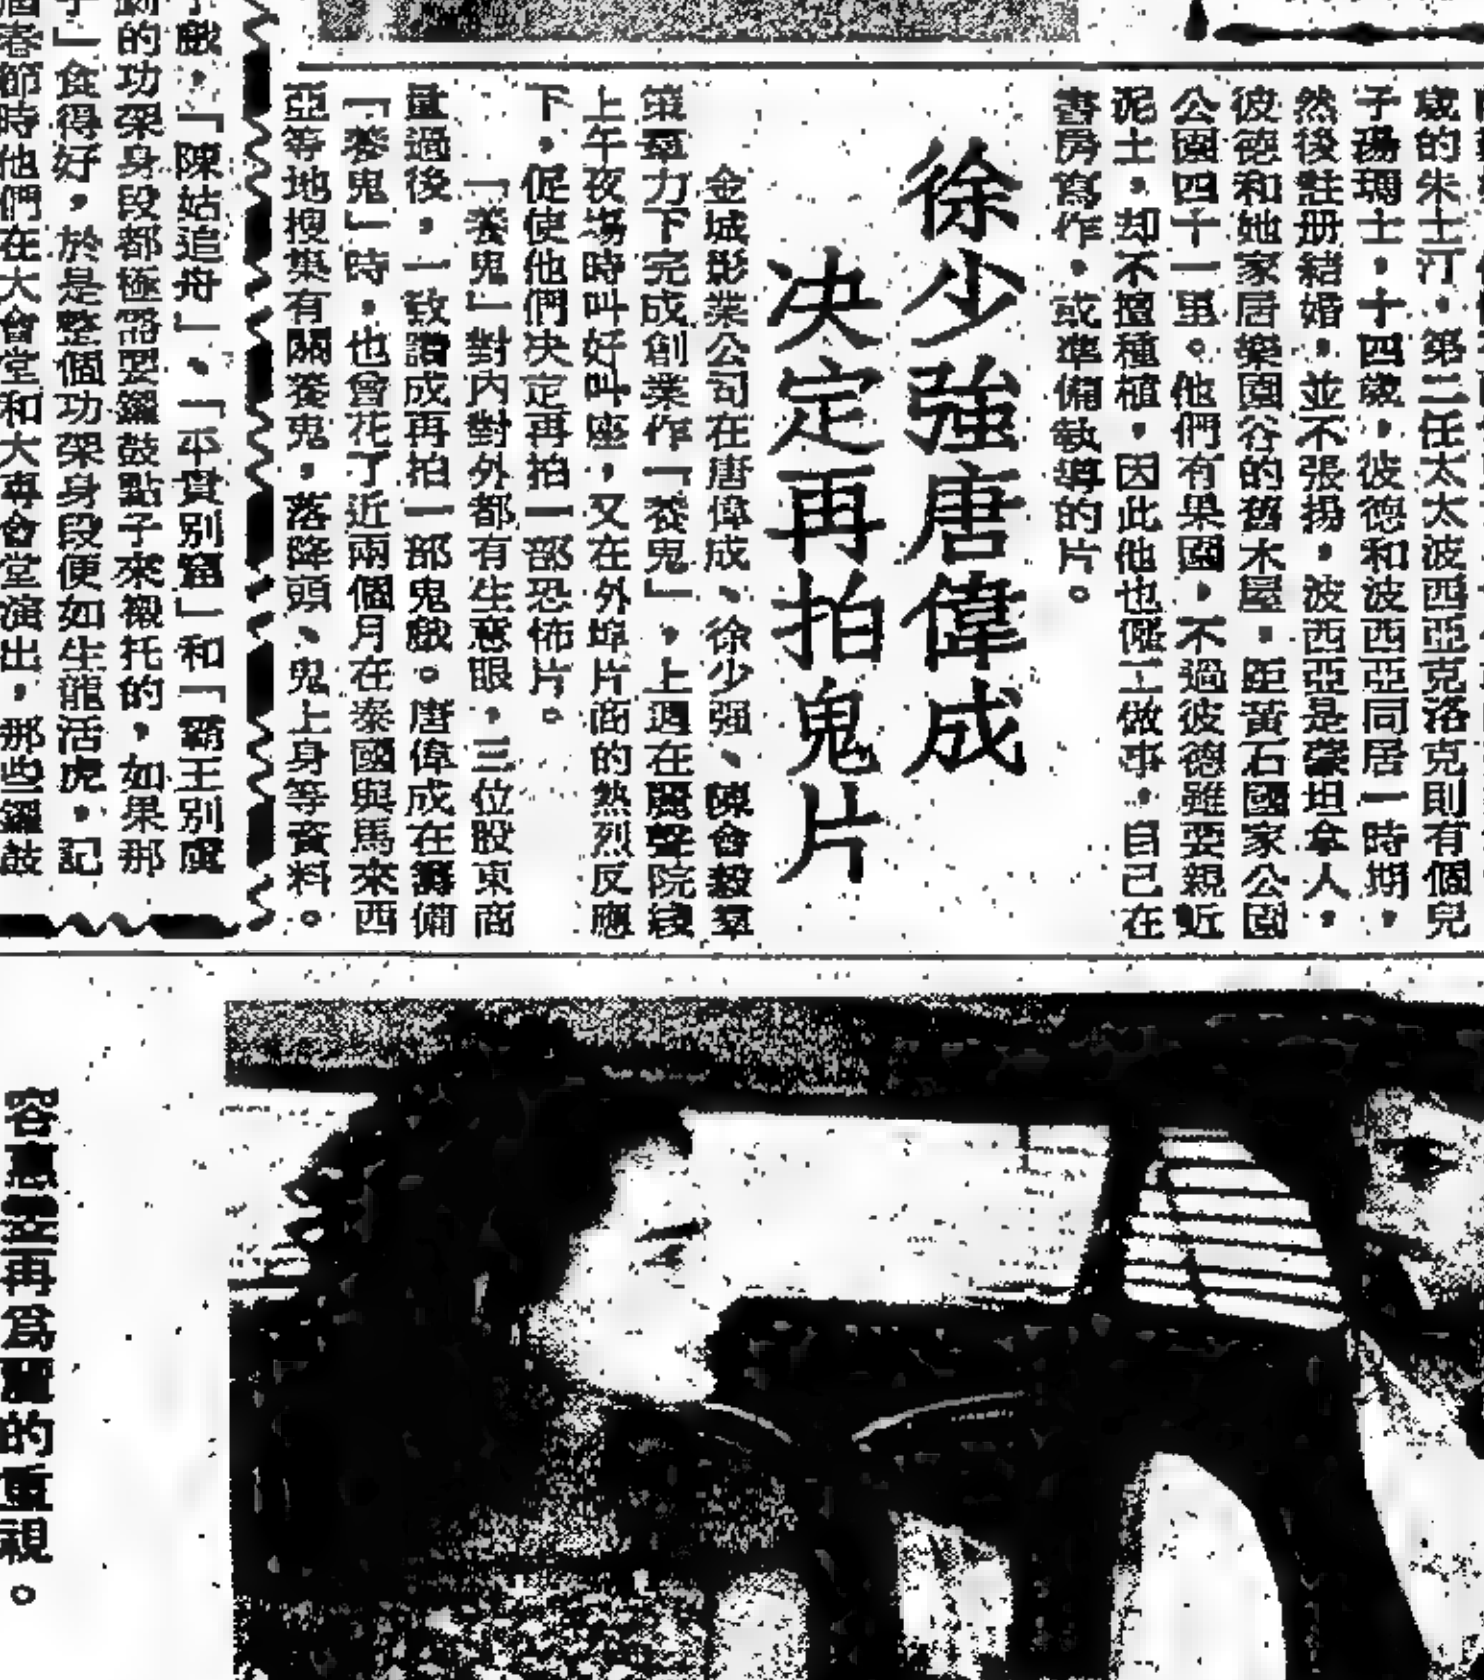 歲的朱士汀，第二任太太波西亞克洛克則有個兒
子瑒瑪士，十四歲，彼德和波西亞同居一時期，
然後註册結婚，並不張揚，波西亞是蒙坦拿人，
彼德和她家居樂園谷的舊木屋，距黃石國家公園
公園四十一里。他們有果園，不過彼德雖要親近
泥土，却不擅種植，因此他也僱工做事，自己在
書房寫作，或準備執導的片。
徐少強唐偉成
决定再拍鬼片
金城影業公司在唐偉成、徐少强、陳會毅羣
策羣力下完成創業作「養鬼」，上週在麗聲院綫
上午夜塲時叫好叫座，又在外埠片商的熱烈反應
下，促使他們决定再拍一部恐怖片。
「養鬼」對內對外都有生意眼，三位股東商
量過後，一致讚成再拍一部鬼戲。唐偉成在籌備
「養鬼」時，也曾花了近兩個月在泰國與馬來西
亞等地搜集有關養鬼，落降頭、鬼上身等資料。
戲，「陳姑追舟」、「平貴別窰」和「霸王別虞
劇的功架身段都極需要鑼鼓點子來襯托的，如果那
」食得好，於是整個功架身段便如生龍活虎，記
春節時他們在大會堂和大專會堂演出，那些鑼鼓
容惠雯再爲麗的重視。